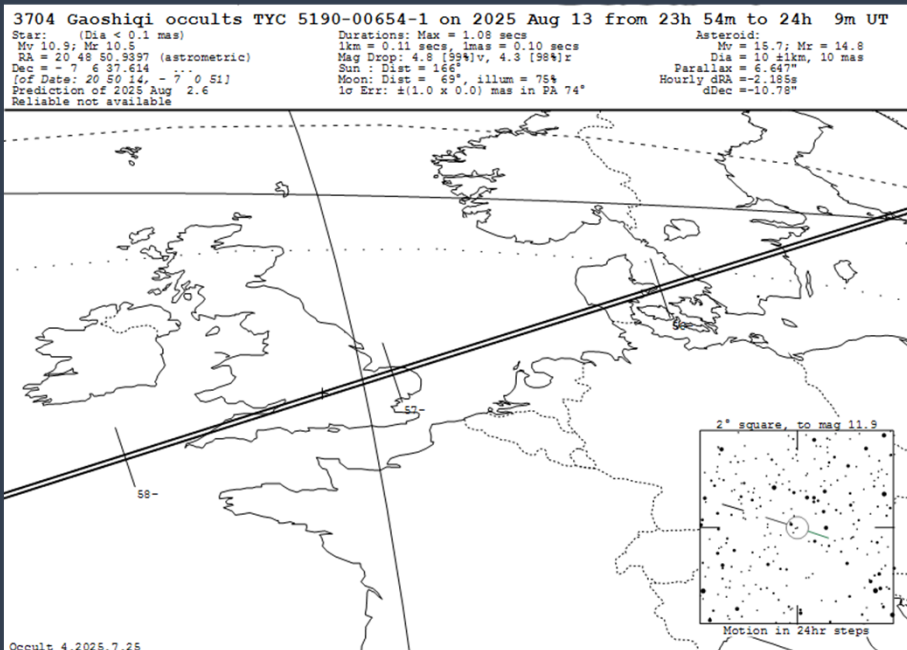 3704 Gaoshiqi occults TYC 5190-00654-1 on 2025 Aug 13 from 23h 54m to 24h 9m UT
Star: (Dia < 0.1 mas)
Mv 10.9; Mr 10.5
RA = 20 48 50.9397 (astrometric)
Dec = - 7 6 37.614 ...
[of Date: 20 50 14, - 7 0 51]
Prediction of 2025 Aug 2.6
Reliable not available
Durations: Max = 1.08 secs
1km = 0.11 secs, 1mas = 0.10 secs
Mag Drop: 4.8 [99%]v, 4.3 [98%]r
Sun : Dist = 166°
Moon: Dist = 69°, illum = 75%
1σ Err: ±(1.0 x 0.0) mas in PA 74°
Asteroid:
Mv = 15.7; Mr = 14.8
Dia = 10 ±1km, 10 mas
Parallax = 6.647"
Hourly dRA =-2.185s
dDec =-10.78"
57-
58-
2° square, to mag 11.9
Motion in 24hr steps
Occult 4.2025.7.25